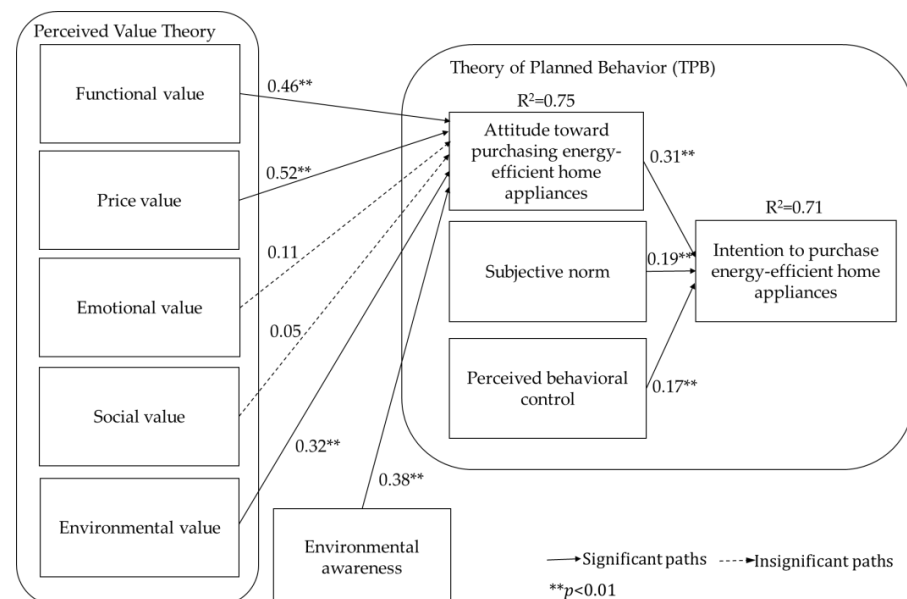 Perceived Value Theory
Functional value
Price value
Emotional value
Social value
Environmental value
0.46**
0.52**
0.11
0.05
0.32**
0.38**
Environmental
awareness
Theory of Planned Behavior (TPB)
R²=0.75
Attitude toward
purchasing energy-
efficient home
appliances
Subjective norm
Perceived behavioral
control
0.31**
0.19**
0.17**
R²=0.71
Intention to purchase
energy-efficient home
appliances
Significant paths
Insignificant paths
**p<0.01